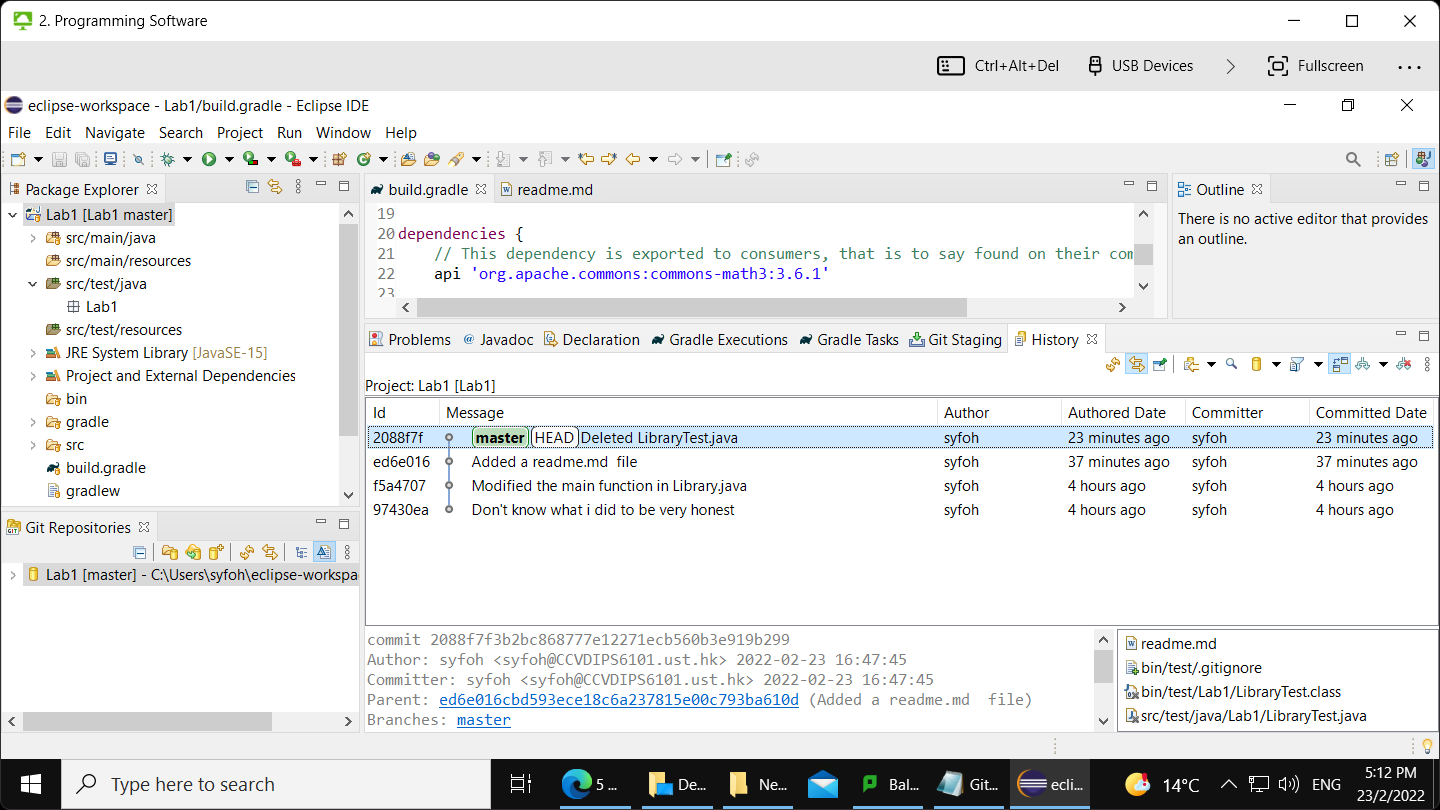 2. Programming Software
Ctrl+Alt+Del USB Devices Fullscreen
eclipse-workspace - Lab1/build.gradle - Eclipse IDE
File Edit Navigate Search Project Run Window Help
Package Explorer
Lab1 [Lab1 master]
src/main/java
src/main/resources
src/test/java
Lab1
src/test/resources
JRE System Library [JavaSE-15]
Project and External Dependencies
bin
gradle
src
build.gradle
gradlew
build.gradle readme.md
19
20 dependencies {
21 // This dependency is exported to consumers, that is to say found on their com
22 api 'org.apache.commons:commons-math3:3.6.1'
23
Outline
There is no active editor that provides
an outline.
Problems @ Javadoc Declaration Gradle Executions Gradle Tasks Git Staging History
Project: Lab1 [Lab1]
Id Message Author Authored Date Committer Committed Date
2088f7f master HEAD Deleted LibraryTest.java syfoh 23 minutes ago syfoh 23 minutes ago
ed6e016 Added a readme.md  file syfoh 37 minutes ago syfoh 37 minutes ago
f5a4707 Modified the main function in Library.java syfoh 4 hours ago syfoh 4 hours ago
97430ea Don't know what i did to be very honest syfoh 4 hours ago syfoh 4 hours ago
Git Repositories
Lab1 [master] - C:\Users\syfoh\eclipse-workspa
commit 2088f7f3b2bc868777e12271ecb560b3e919b299
Author: syfoh <syfoh@CCVDIPS6101.ust.hk> 2022-02-23 16:47:45
Committer: syfoh <syfoh@CCVDIPS6101.ust.hk> 2022-02-23 16:47:45
Parent: ed6e016cbd593ece18c6a237815e00c793ba610d (Added a readme.md  file)
Branches: master
readme.md
bin/test/.gitignore
bin/test/Lab1/LibraryTest.class
src/test/java/Lab1/LibraryTest.java
Type here to search
5 ... De... Ne... Bal... Git... ecli...
14°C ENG
5:12 PM
23/2/2022